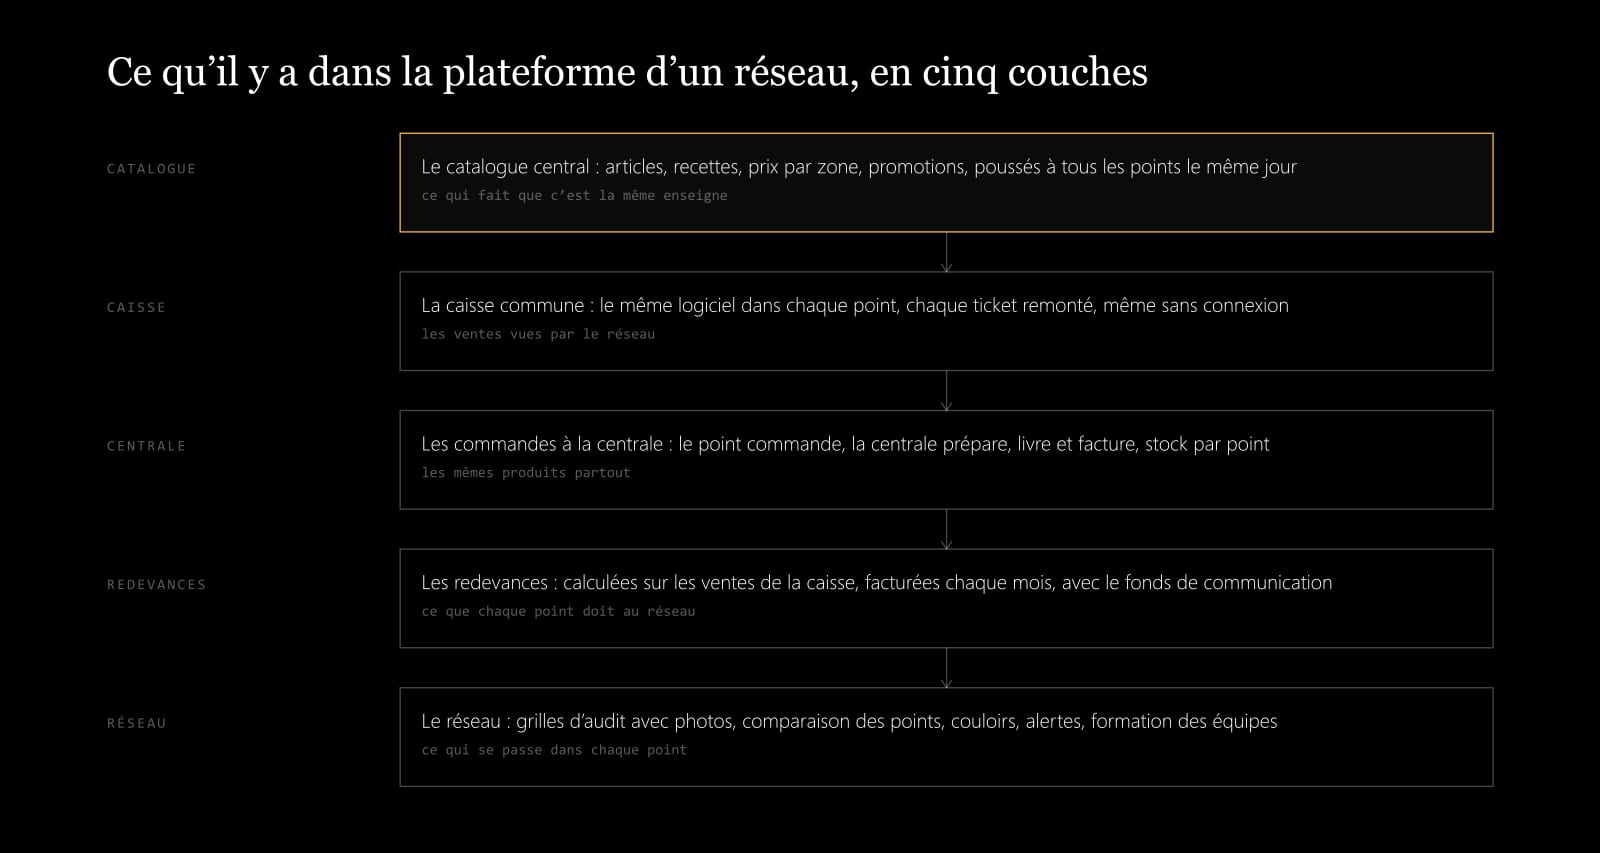 Ce qu’il y a dans la plateforme d’un réseau, en cinq couches
CATALOGUE
Le catalogue central : articles, recettes, prix par zone, promotions, poussés à tous les points le même jour
ce qui fait que c’est la même enseigne
CAISSE
La caisse commune : le même logiciel dans chaque point, chaque ticket remonté, même sans connexion
les ventes vues par le réseau
CENTRALE
Les commandes à la centrale : le point commande, la centrale prépare, livre et facture, stock par point
les mêmes produits partout
REDEVANCES
Les redevances : calculées sur les ventes de la caisse, facturées chaque mois, avec le fonds de communication
ce que chaque point doit au réseau
RÉSEAU
Le réseau : grilles d’audit avec photos, comparaison des points, couloirs, alertes, formation des équipes
ce qui se passe dans chaque point